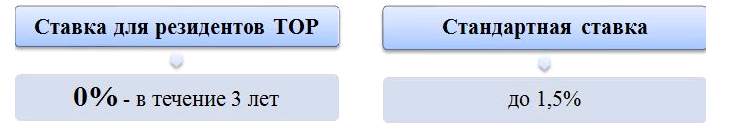 Ставка для резидентов ТОР
Стандартная ставка
0% - в течение 3 лет
до 1,5%